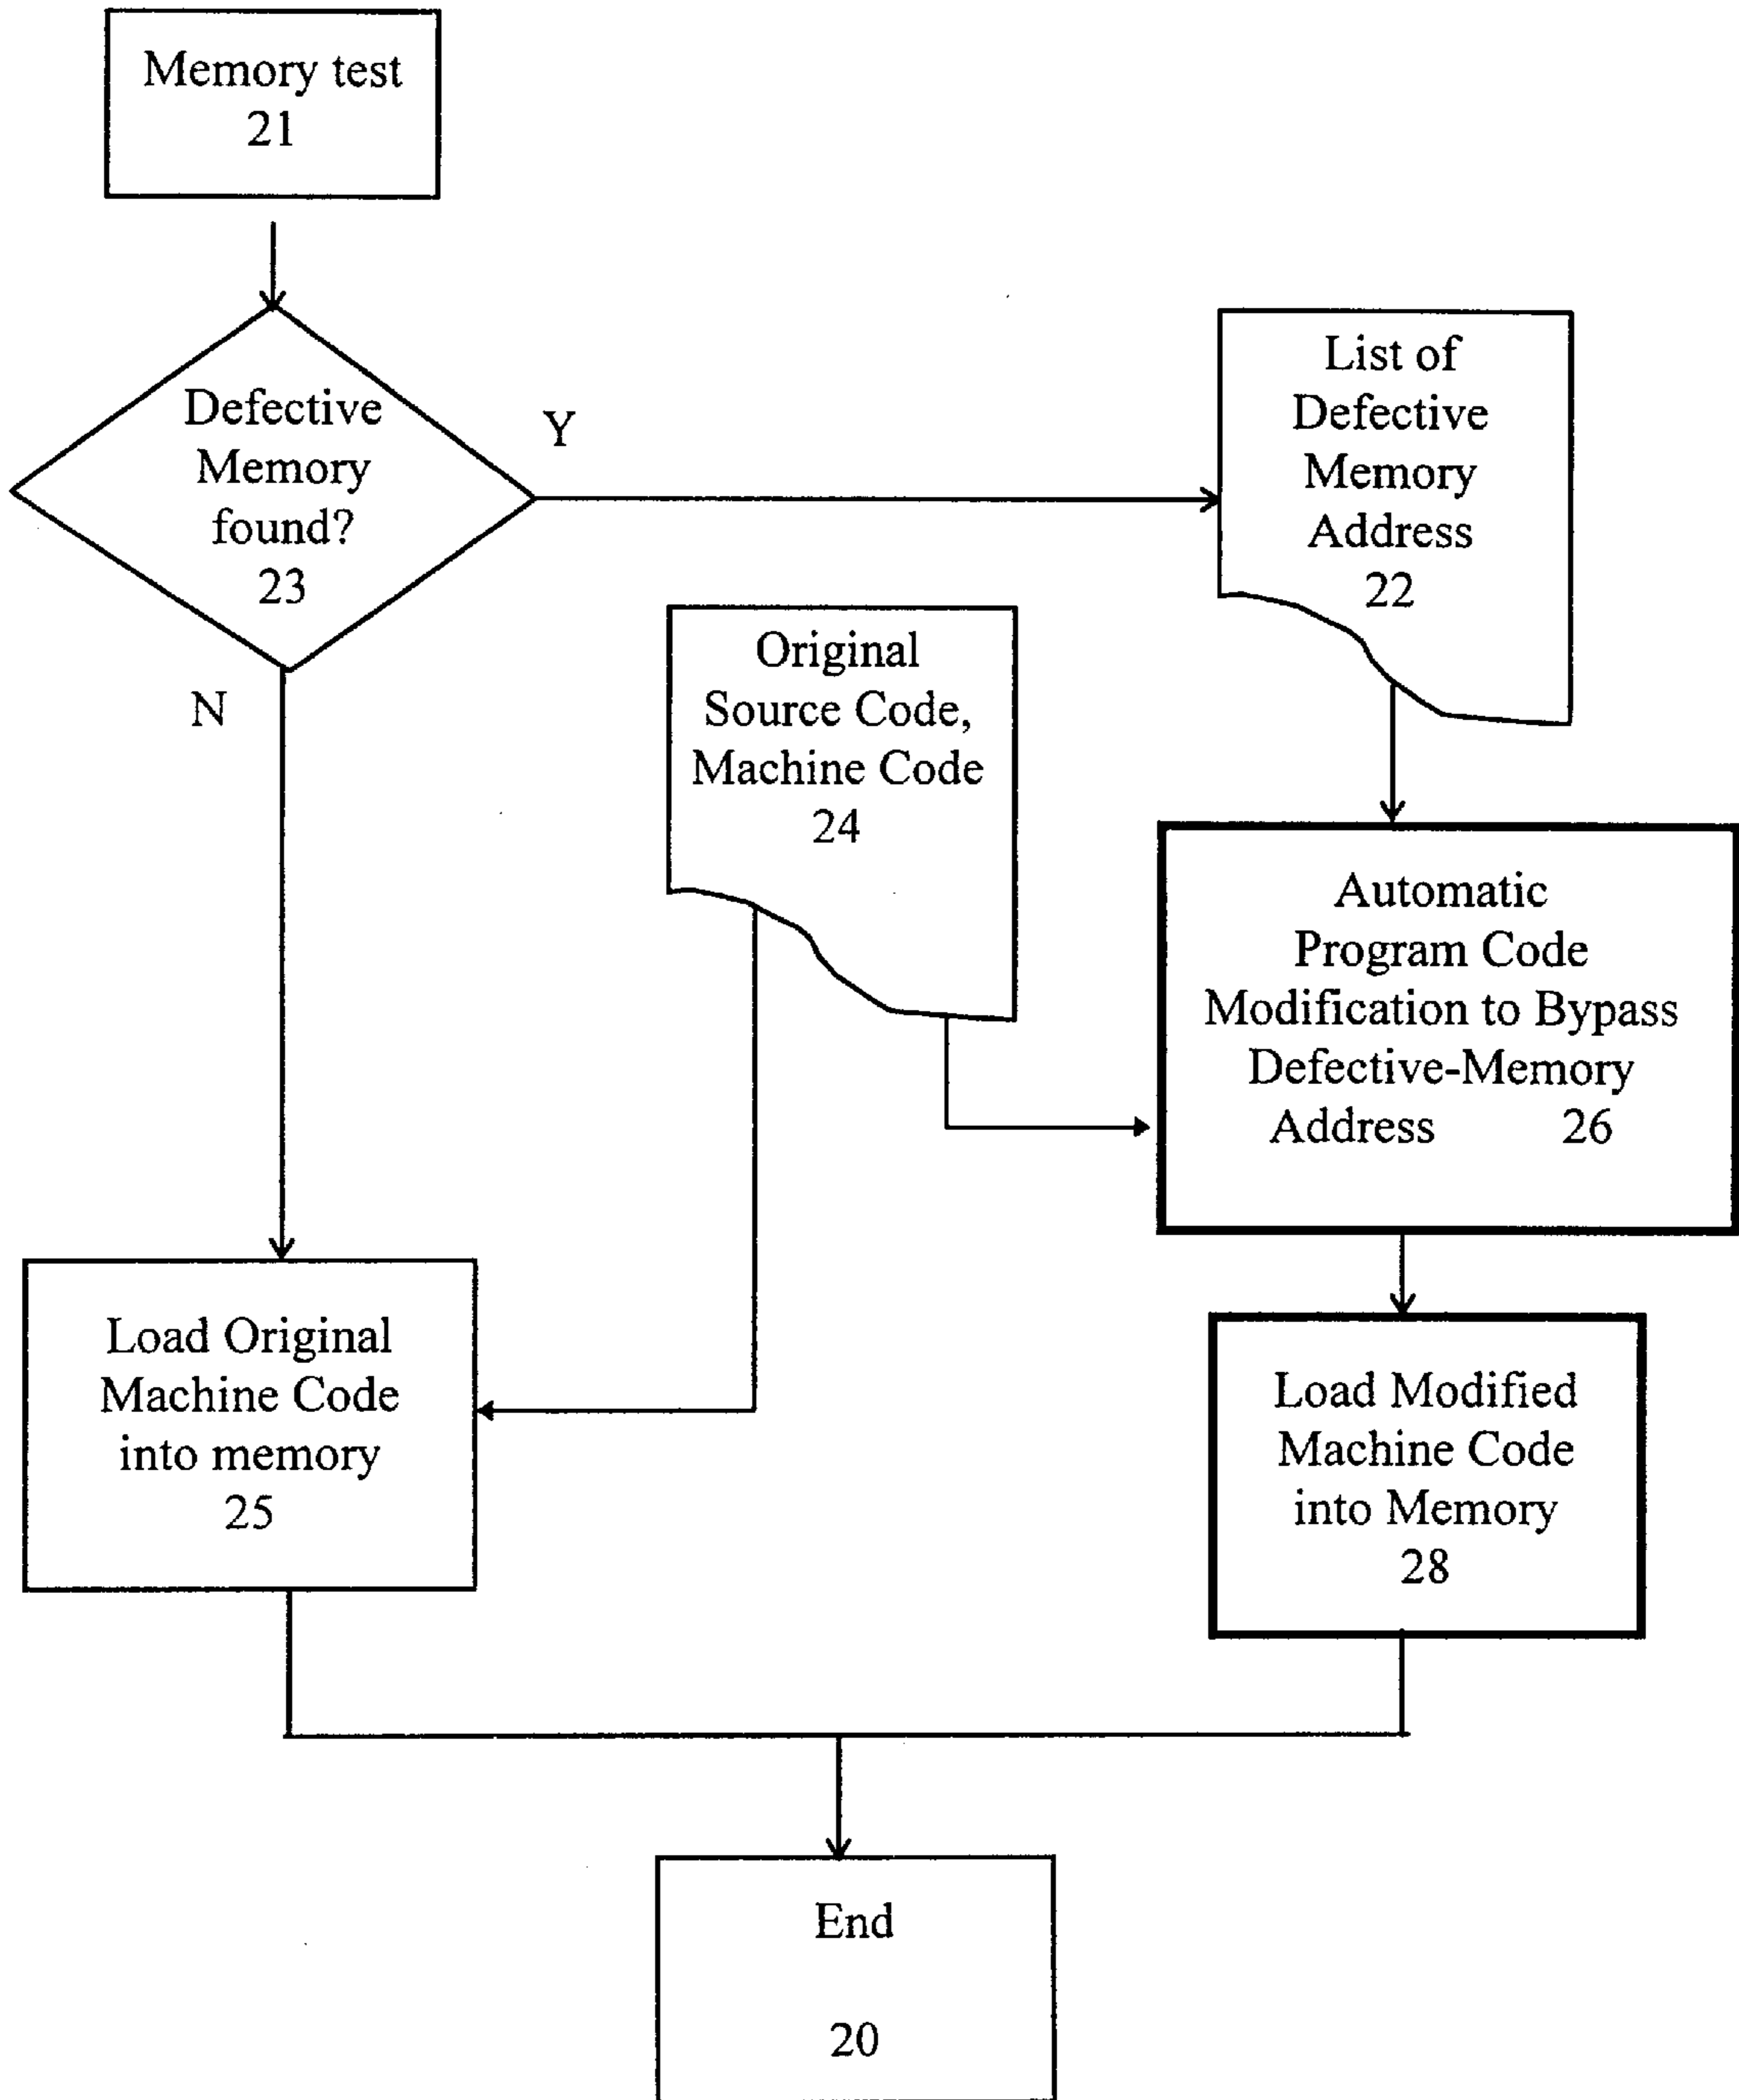 Memory test
21
Defective
Memory
found?
23
Y
N
List of
Defective
Memory
Address
22
Original
Source Code,
Machine Code
24
Automatic
Program Code
Modification to Bypass
Defective-Memory
Address 26
Load Original
Machine Code
into memory
25
Load Modified
Machine Code
into Memory
28
End
20